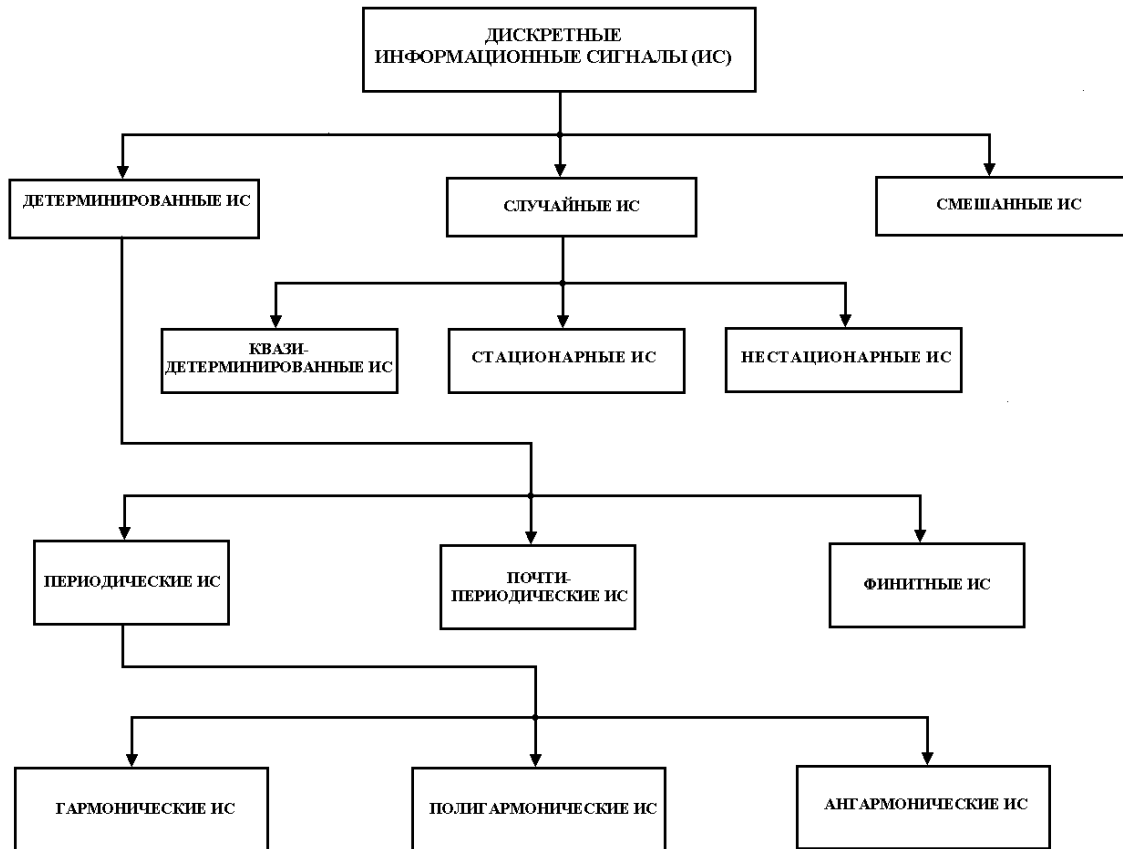 ДИСКРЕТНЫЕ
ИНФОРМАЦИОННЫЕ СИГНАЛЫ (ИС)
ДЕТЕРМИНИРОВАННЫЕ ИС
СЛУЧАЙНЫЕ ИС
СМЕШАННЫЕ ИС
КВАЗИ-
ДЕТЕРМИНИРОВАННЫЕ ИС
СТАЦИОНАРНЫЕ ИС
НЕСТАЦИОНАРНЫЕ ИС
ПЕРИОДИЧЕСКИЕ ИС
ПОЧТИ-
ПЕРИОДИЧЕСКИЕ ИС
ФИНИТНЫЕ ИС
ГАРМОНИЧЕСКИЕ ИС
ПОЛИГАРМОНИЧЕСКИЕ ИС
АНГАРМОНИЧЕСКИЕ ИС